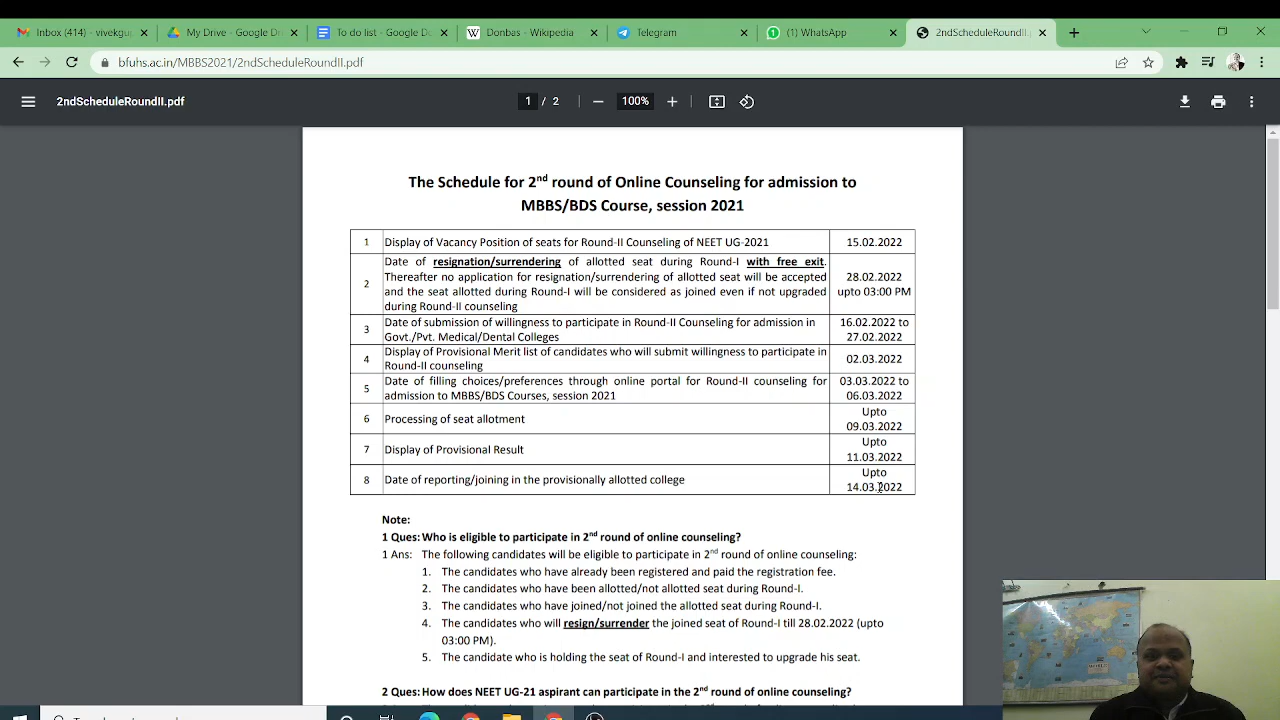 Inbox (414) - vivekgu
My Drive - Google Dr
To do list - Google Do
W Donbas - Wikipedia
Telegram
(1) WhatsApp
2ndScheduleRoundII.p
bfuhs.ac.in/MBBS2021/2ndScheduleRoundII.pdf
2ndScheduleRoundII.pdf
1 / 2
100%
The Schedule for 2nd round of Online Counseling for admission to
MBBS/BDS Course, session 2021
1 Display of Vacancy Position of seats for Round-II Counseling of NEET UG-2021 15.02.2022
Date of resignation/surrendering of allotted seat during Round-I with free exit.
2 Thereafter no application for resignation/surrendering of allotted seat will be accepted 28.02.2022
and the seat allotted during Round-I will be considered as joined even if not upgraded upto 03:00 PM
during Round-II counseling
3 Date of submission of willingness to participate in Round-II Counseling for admission in 16.02.2022 to
Govt./Pvt. Medical/Dental Colleges 27.02.2022
4 Display of Provisional Merit list of candidates who will submit willingness to participate in 02.03.2022
Round-II counseling
5 Date of filling choices/preferences through online portal for Round-II counseling for 03.03.2022 to
admission to MBBS/BDS Courses, session 2021 06.03.2022
6 Processing of seat allotment Upto
09.03.2022
7 Display of Provisional Result Upto
11.03.2022
8 Date of reporting/joining in the provisionally allotted college Upto
14.03.2022
Note:
1 Ques: Who is eligible to participate in 2nd round of online counseling?
1 Ans: The following candidates will be eligible to participate in 2nd round of online counseling:
1. The candidates who have already been registered and paid the registration fee.
2. The candidates who have been allotted/not allotted seat during Round-I.
3. The candidates who have joined/not joined the allotted seat during Round-I.
4. The candidates who will resign/surrender the joined seat of Round-I till 28.02.2022 (upto
03:00 PM).
5. The candidate who is holding the seat of Round-I and interested to upgrade his seat.
2 Ques: How does NEET UG-21 aspirant can participate in the 2nd round of online counseling?